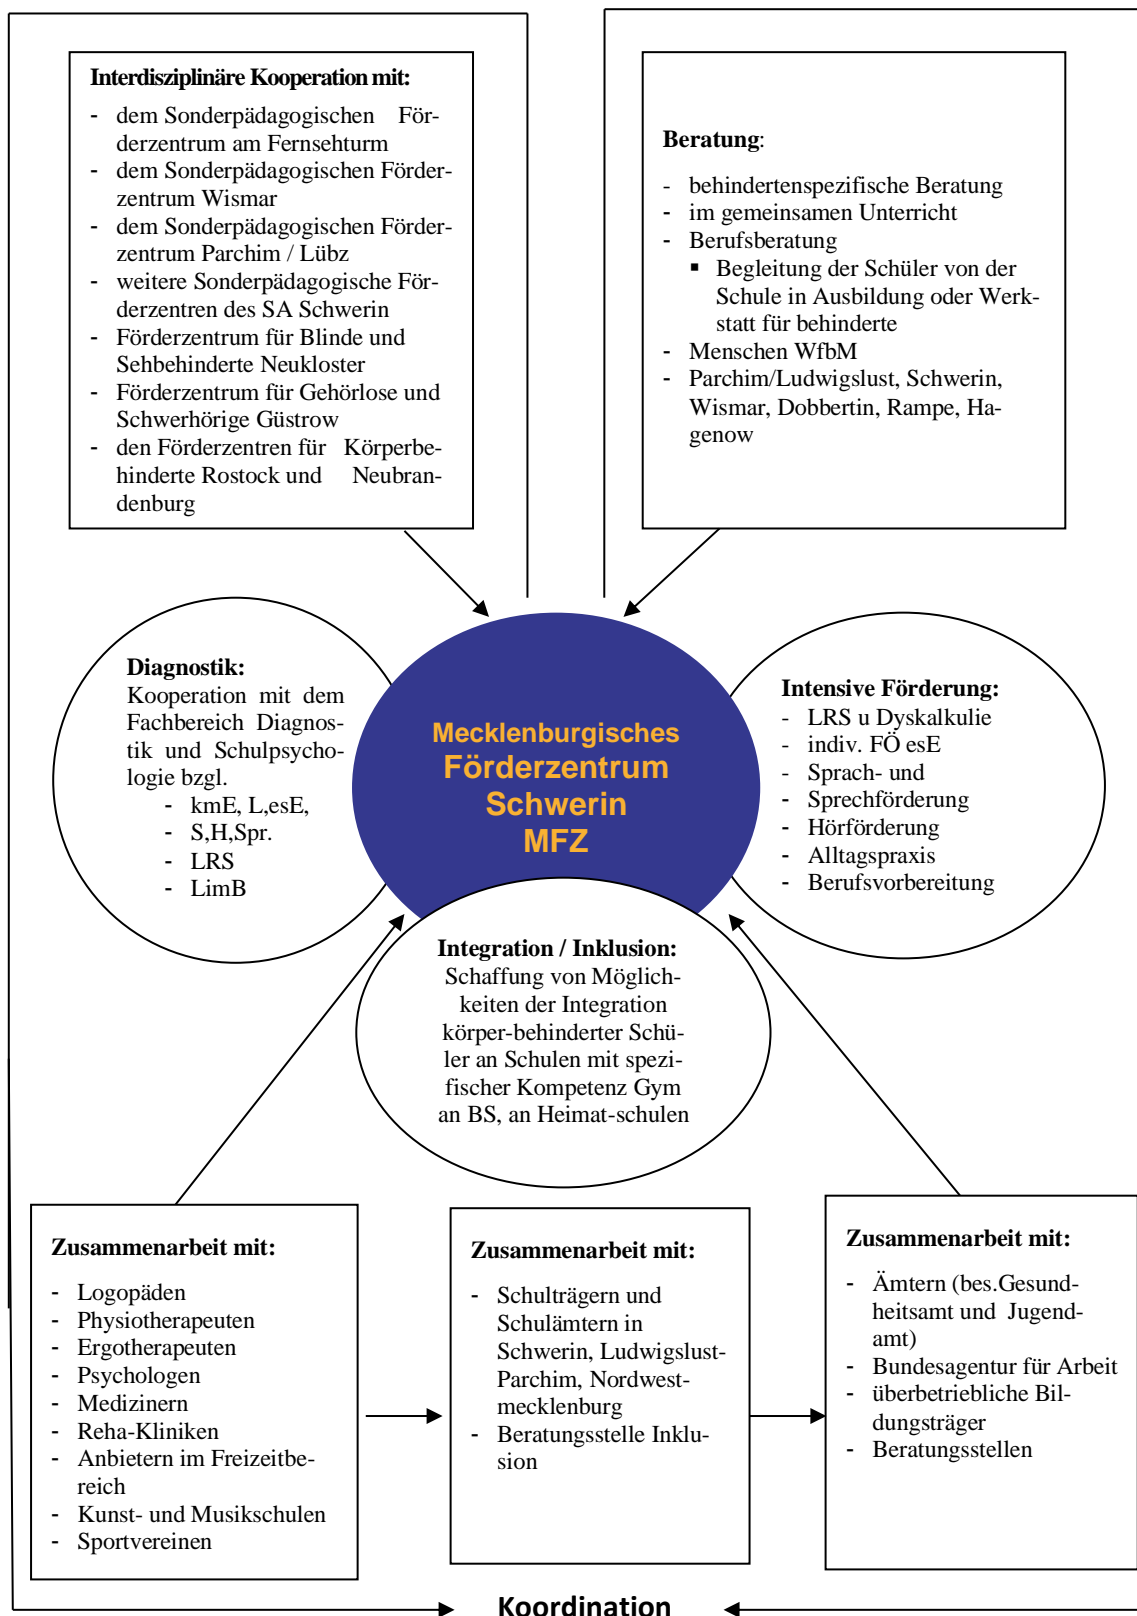 Interdisziplinäre Kooperation mit:
- dem Sonderpädagogischen För-
derzentrum am Fernsehturm
- dem Sonderpädagogischen Förder-
zentrum Wismar
- dem Sonderpädagogischen Förder-
zentrum Parchim / Lübz
- weitere Sonderpädagogische För-
derzentren des SA Schwerin
- Förderzentrum für Blinde und
Sehbehinderte Neukloster
- Förderzentrum für Gehörlose und
Schwerhörige Güstrow
- den Förderzentren für Körperbe-
hinderte Rostock und Neubran-
denburg
Beratung:
- behindertenspezifische Beratung
- im gemeinsamen Unterricht
- Berufsberatung
▪ Begleitung der Schüler von der
Schule in Ausbildung oder Werk-
statt für behinderte
- Menschen WfbM
- Parchim/Ludwigslust, Schwerin,
Wismar, Dobbertin, Rampe, Ha-
genow
Diagnostik:
Kooperation mit dem
Fachbereich Diagnos-
tik und Schulpsycho-
logie bzgl.
- kmE, L,esE,
- S,H,Spr.
- LRS
- LimB
Mecklenburgisches
Förderzentrum
Schwerin
MFZ
Intensive Förderung:
- LRS u Dyskalkulie
- indiv. FÖ esE
- Sprach- und
- Sprechförderung
- Hörförderung
- Alltagspraxis
- Berufsvorbereitung
Integration / Inklusion:
Schaffung von Möglich-
keiten der Integration
körper-behinderter Schü-
ler an Schulen mit spezi-
fischer Kompetenz Gym
an BS, an Heimat-schulen
Zusammenarbeit mit:
- Logopäden
- Physiotherapeuten
- Ergotherapeuten
- Psychologen
- Medizinern
- Reha-Kliniken
- Anbietern im Freizeitbe-
reich
- Kunst- und Musikschulen
- Sportvereinen
Zusammenarbeit mit:
- Schulträgern und
Schulämtern in
Schwerin, Ludwigslust-
Parchim, Nordwest-
mecklenburg
- Beratungsstelle Inklu-
sion
Zusammenarbeit mit:
- Ämtern (bes.Gesund-
heitsamt und Jugend-
amt)
- Bundesagentur für Arbeit
- überbetriebliche Bil-
dungsträger
- Beratungsstellen
Koordination